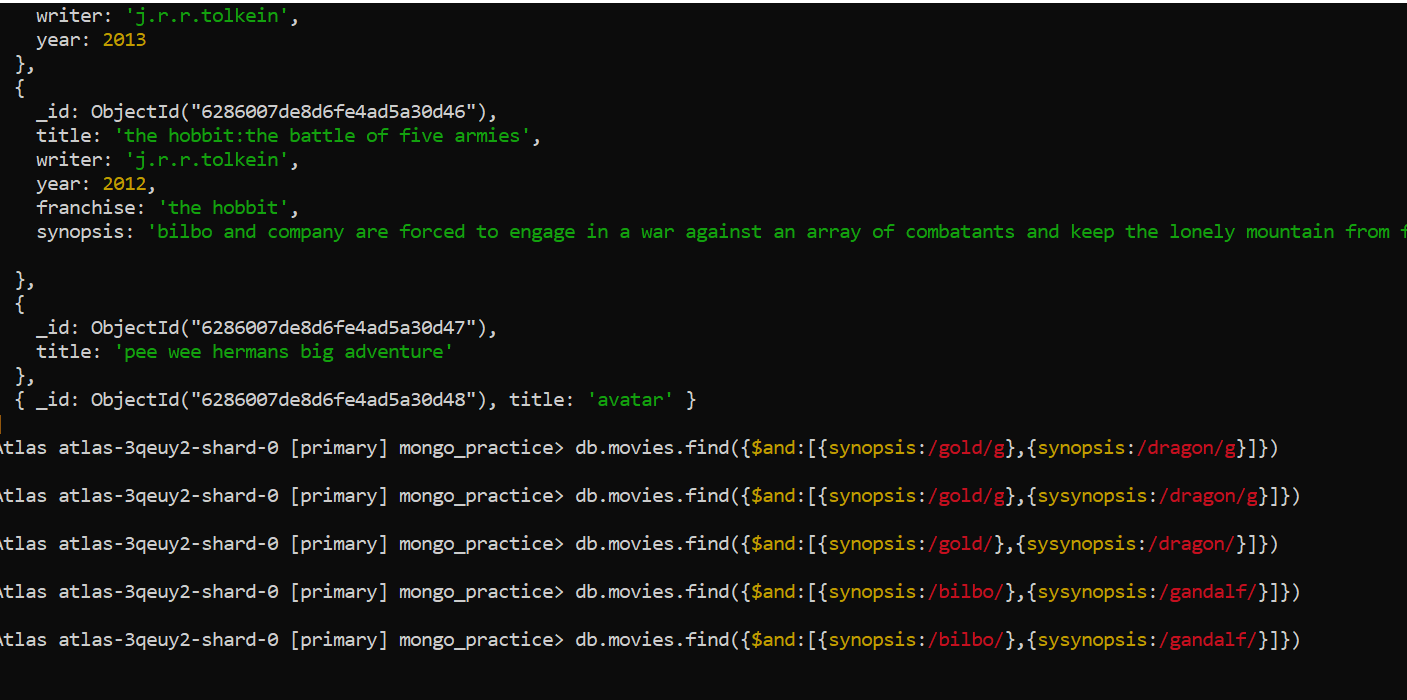 writer: 'j.r.r.tolkein',
year: 2013
},
{
_id: ObjectId("6286007de8d6fe4ad5a30d46"),
title: 'the hobbit:the battle of five armies',
writer: 'j.r.r.tolkein',
year: 2012,
franchise: 'the hobbit',
synopsis: 'bilbo and company are forced to engage in a war against an array of combatants and keep the lonely mountain from f
},
{
_id: ObjectId("6286007de8d6fe4ad5a30d47"),
title: 'pee wee hermans big adventure'
},
{ _id: ObjectId("6286007de8d6fe4ad5a30d48"), title: 'avatar' }
Atlas atlas-3qeuy2-shard-0 [primary] mongo_practice> db.movies.find({$and:[{synopsis:/gold/g},{synopsis:/dragon/g}]})
Atlas atlas-3qeuy2-shard-0 [primary] mongo_practice> db.movies.find({$and:[{synopsis:/gold/g},{sysynopsis:/dragon/g}]})
Atlas atlas-3qeuy2-shard-0 [primary] mongo_practice> db.movies.find({$and:[{synopsis:/gold/},{sysynopsis:/dragon/}]})
Atlas atlas-3qeuy2-shard-0 [primary] mongo_practice> db.movies.find({$and:[{synopsis:/bilbo/},{sysynopsis:/gandalf/}]})
Atlas atlas-3qeuy2-shard-0 [primary] mongo_practice> db.movies.find({$and:[{synopsis:/bilbo/},{sysynopsis:/gandalf/}]})